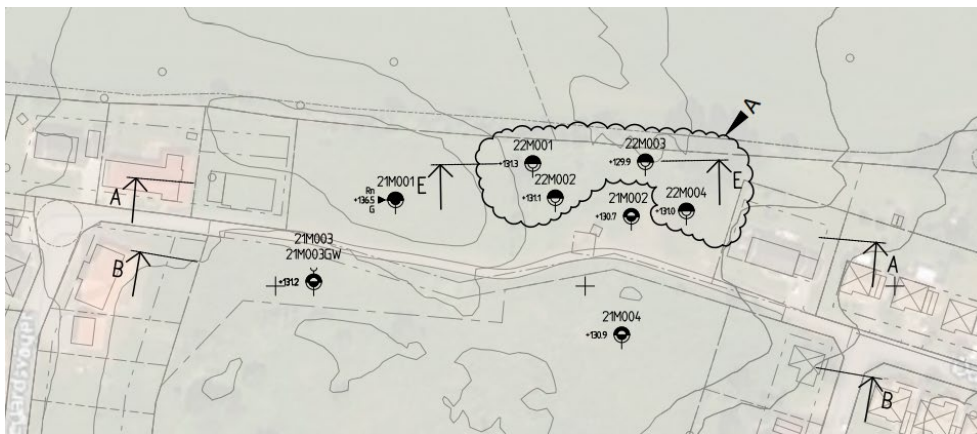 A
22M001
+131.3
22M003
+129.9
E
E
21M001
Rn
+136.5
G
22M002
+131.1
21M002
+130.7
22M004
+131.0
A
21M003
21M003GW
+131.2
B
A
21M004
+130.9
B